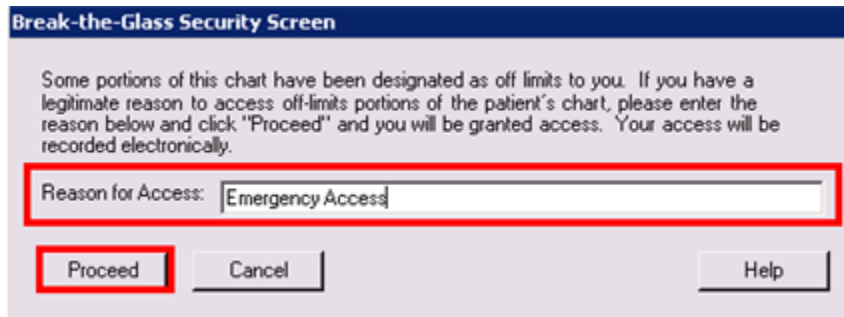 Break-the-Glass Security Screen
Some portions of this chart have been designated as off limits to you. If you have a
legitimate reason to access off-limits portions of the patient's chart, please enter the
reason below and click "Proceed" and you will be granted access. Your access will be
recorded electronically.
Reason for Access: Emergency Access
Proceed Cancel Help